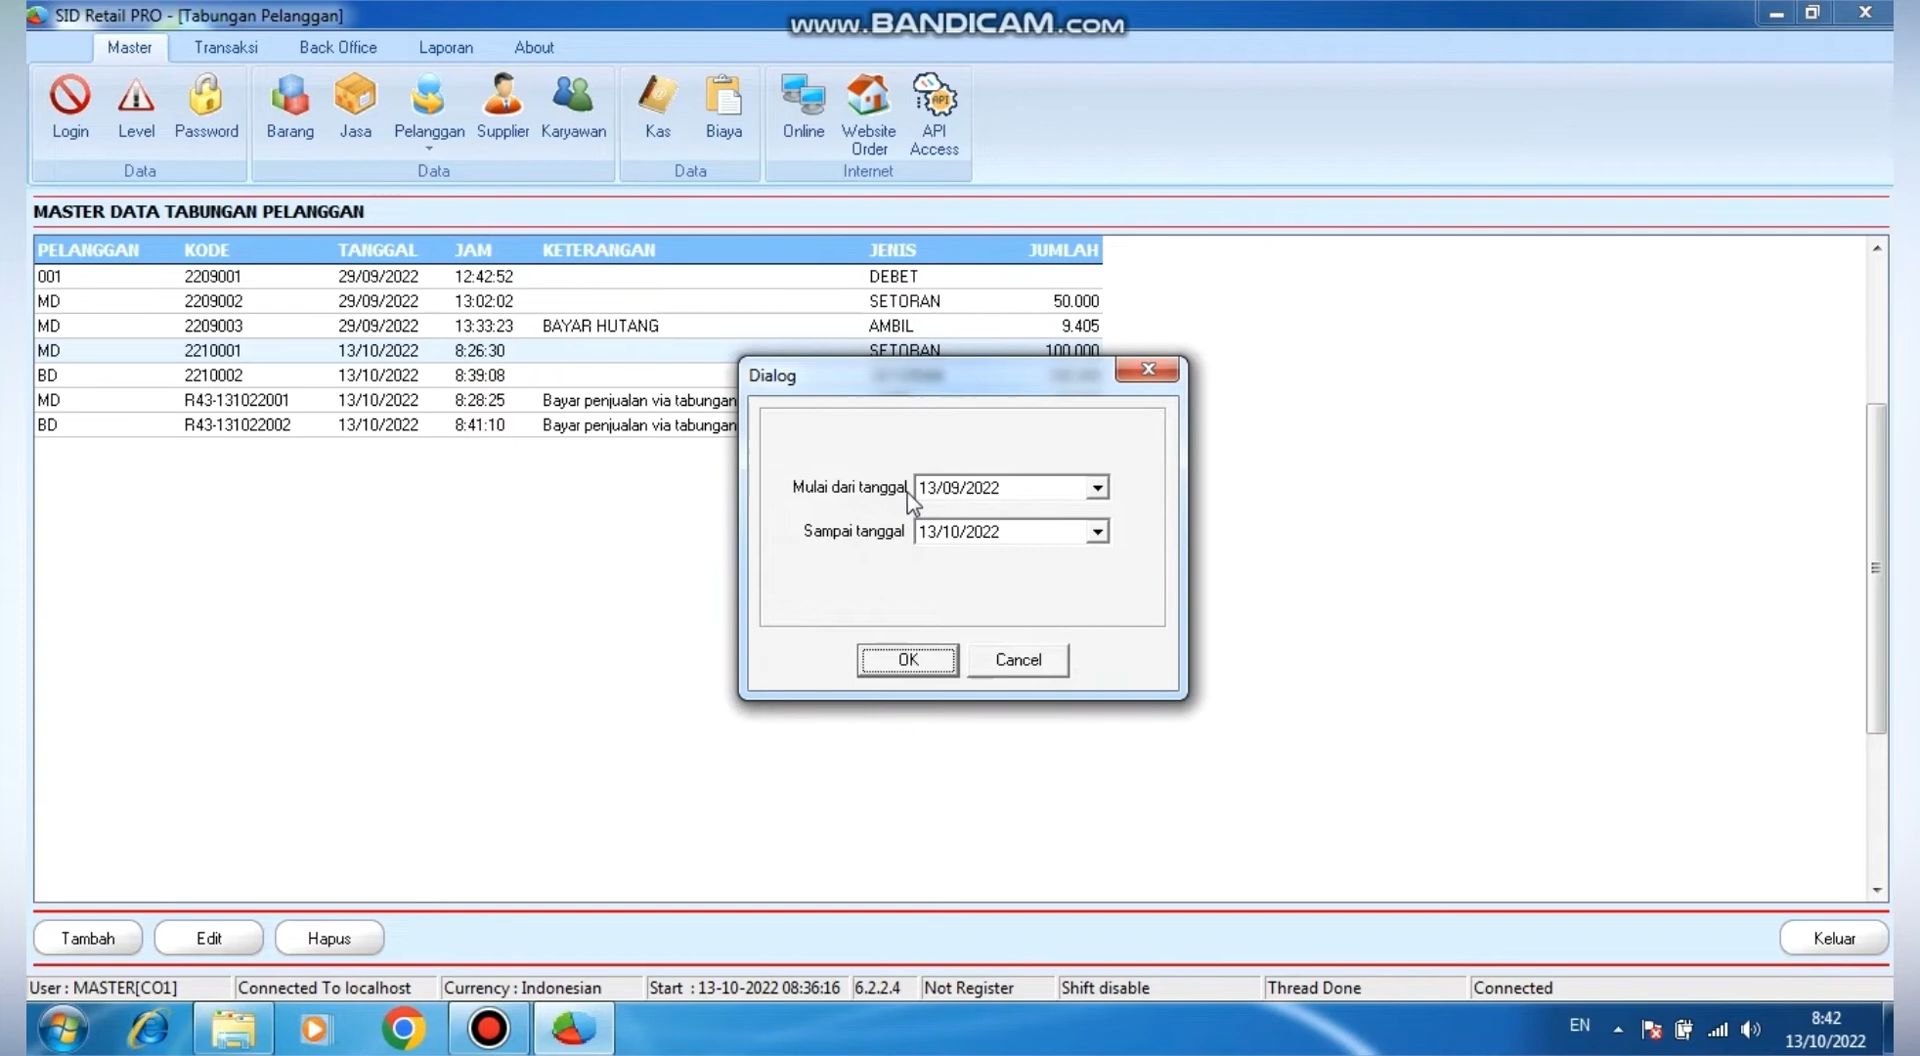 SID Retail PRO - [Tabungan Pelanggan]
www.BANDICAM.com
Master Transaksi Back Office Laporan About
Login Level Password Barang Jasa Pelanggan Supplier Karyawan Kas Biaya Online Website Order API Access
API
Data Data Data Internet
MASTER DATA TABUNGAN PELANGGAN
PELANGGAN KODE TANGGAL JAM KETERANGAN JENIS JUMLAH
001 2209001 29/09/2022 12:42:52 DEBET
MD 2209002 29/09/2022 13:02:02 SETORAN 50.000
MD 2209003 29/09/2022 13:33:23 BAYAR HUTANG AMBIL 9.405
MD 2210001 13/10/2022 8:26:30 SETORAN 100.000
BD 2210002 13/10/2022 8:39:08
MD R43-131022001 13/10/2022 8:28:25 Bayar penjualan via tabungan
BD R43-131022002 13/10/2022 8:41:10 Bayar penjualan via tabungan
Dialog
Mulai dari tanggal 13/09/2022
Sampai tanggal 13/10/2022
OK Cancel
Tambah Edit Hapus Keluar
User : MASTER[CO1] Connected To localhost Currency : Indonesian Start : 13-10-2022 08:36:16 6.2.2.4 Not Register Shift disable Thread Done Connected
EN 8:42
13/10/2022